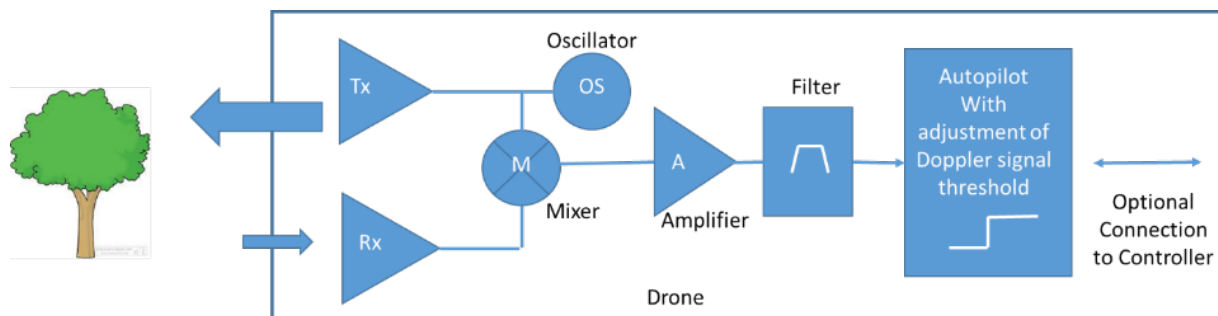 Oscillator
Tx
OS
Filter
Autopilot
With
adjustment of
Doppler signal
threshold
M
A
Mixer
Amplifier
Rx
Optional
Connection
to Controller
Drone